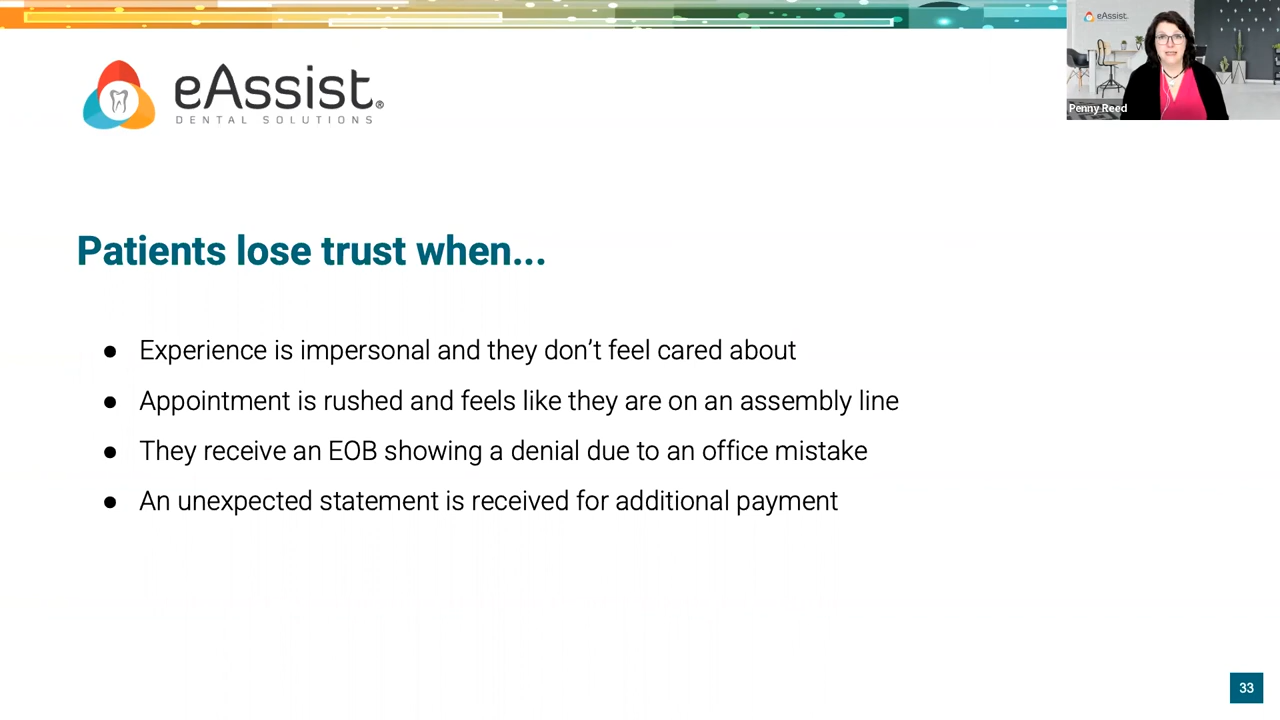 eAssist.
Penny Reed
eAssist®
DENTAL SOLUTIONS
Patients lose trust when...
● Experience is impersonal and they don’t feel cared about
● Appointment is rushed and feels like they are on an assembly line
● They receive an EOB showing a denial due to an office mistake
● An unexpected statement is received for additional payment
33